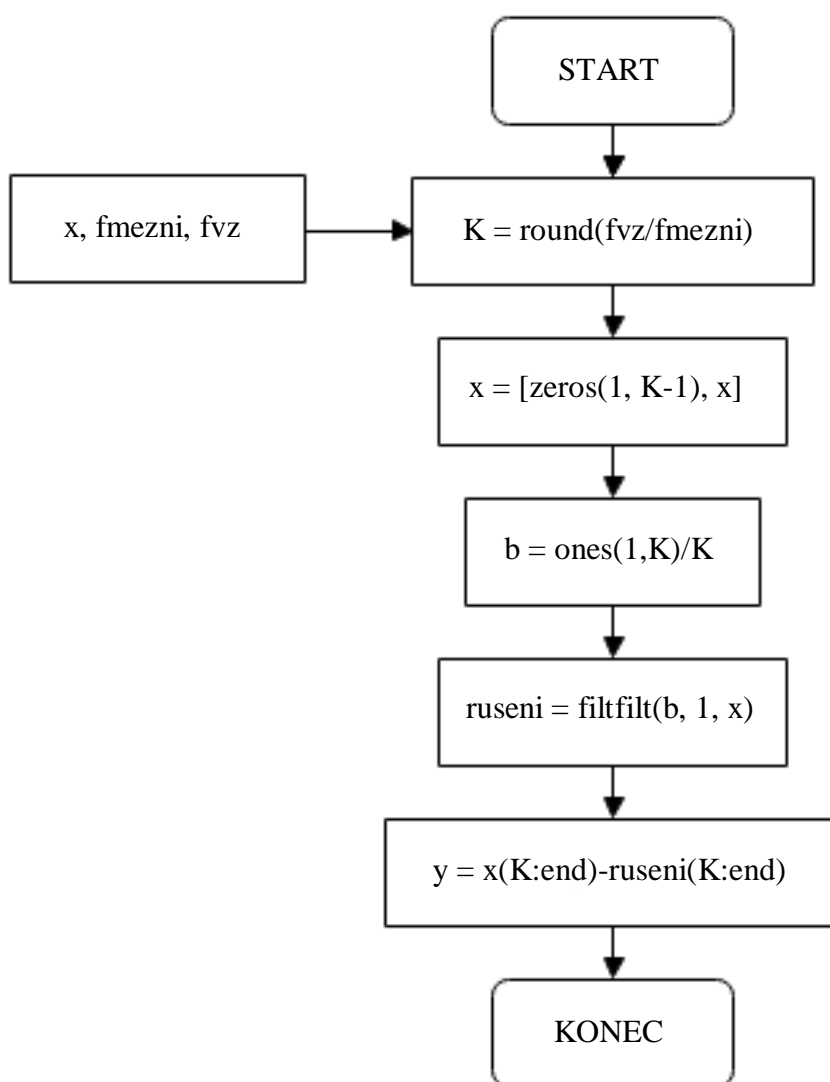 START
x, fmezni, fvz
K = round(fvz/fmezni)
x = [zeros(1, K-1), x]
b = ones(1,K)/K
ruseni = filtfilt(b, 1, x)
y = x(K:end)-ruseni(K:end)
KONEC